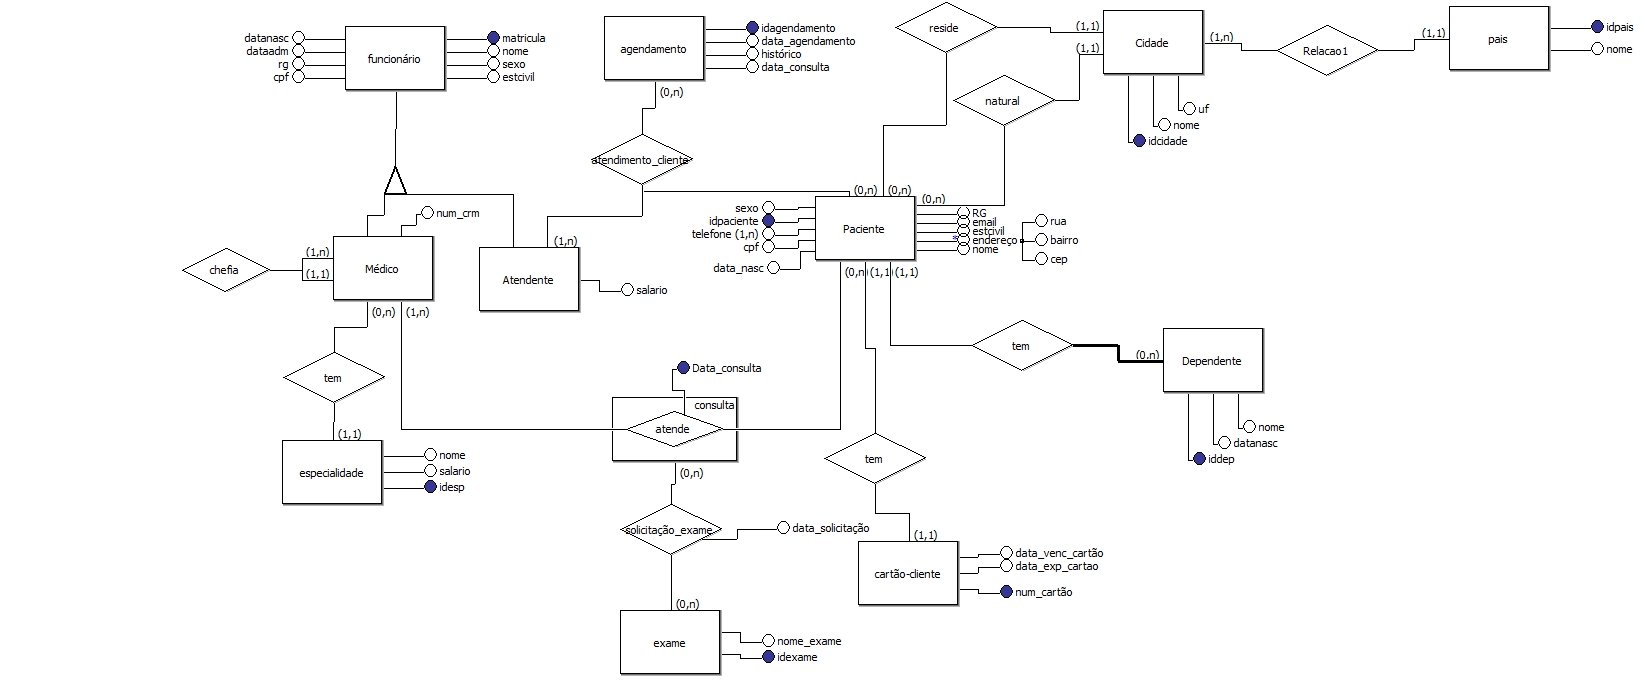 funcionário
datanasc
dataadm
rg
cpf
matricula
nome
sexo
estcivil
agendamento
idagendamento
data_agendamento
histórico
data_consulta
(0,n)
atendimento_cliente
reside
(1,1)
(1,1)
natural
Cidade
(1,n)
Relacao1
(1,1)
pais
idpais
nome
uf
nome
idcidade
(0,n)
(0,n)
(0,n)
Paciente
sexo
idpaciente
telefone (1,n)
cpf
data_nasc
RG
email
estcivil
* endereço
nome
rua
bairro
cep
(0,n)
(1,1)
(1,1)
num_crm
chefia
(1,n)
(1,1)
Médico
(0,n)
(1,n)
(1,n)
Atendente
salario
tem
(1,1)
especialidade
nome
salario
idesp
Data_consulta
consulta
atende
(0,n)
solicitação_exame
data_solicitação
(0,n)
exame
nome_exame
idexame
tem
(1,1)
cartão-cliente
data_venc_cartão
data_exp_cartao
num_cartão
tem
(0,n)
Dependente
nome
datanasc
iddep